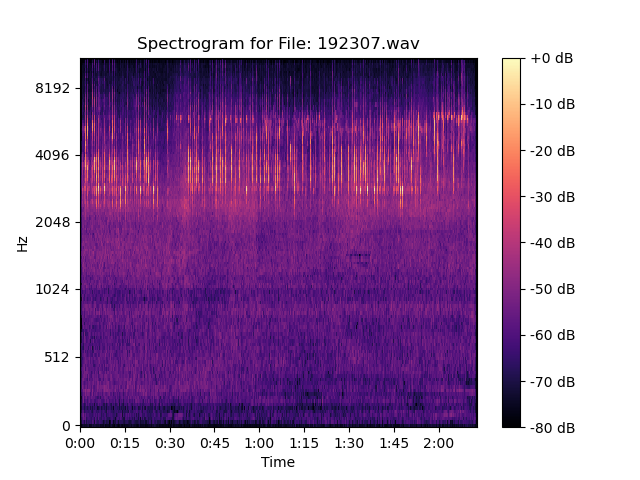 Spectrogram for File: 192307.wav
Hz
8192
4096
2048
1024
512
0
0:00 0:15 0:30 0:45 1:00 1:15 1:30 1:45 2:00
Time
+0 dB
-10 dB
-20 dB
-30 dB
-40 dB
-50 dB
-60 dB
-70 dB
-80 dB